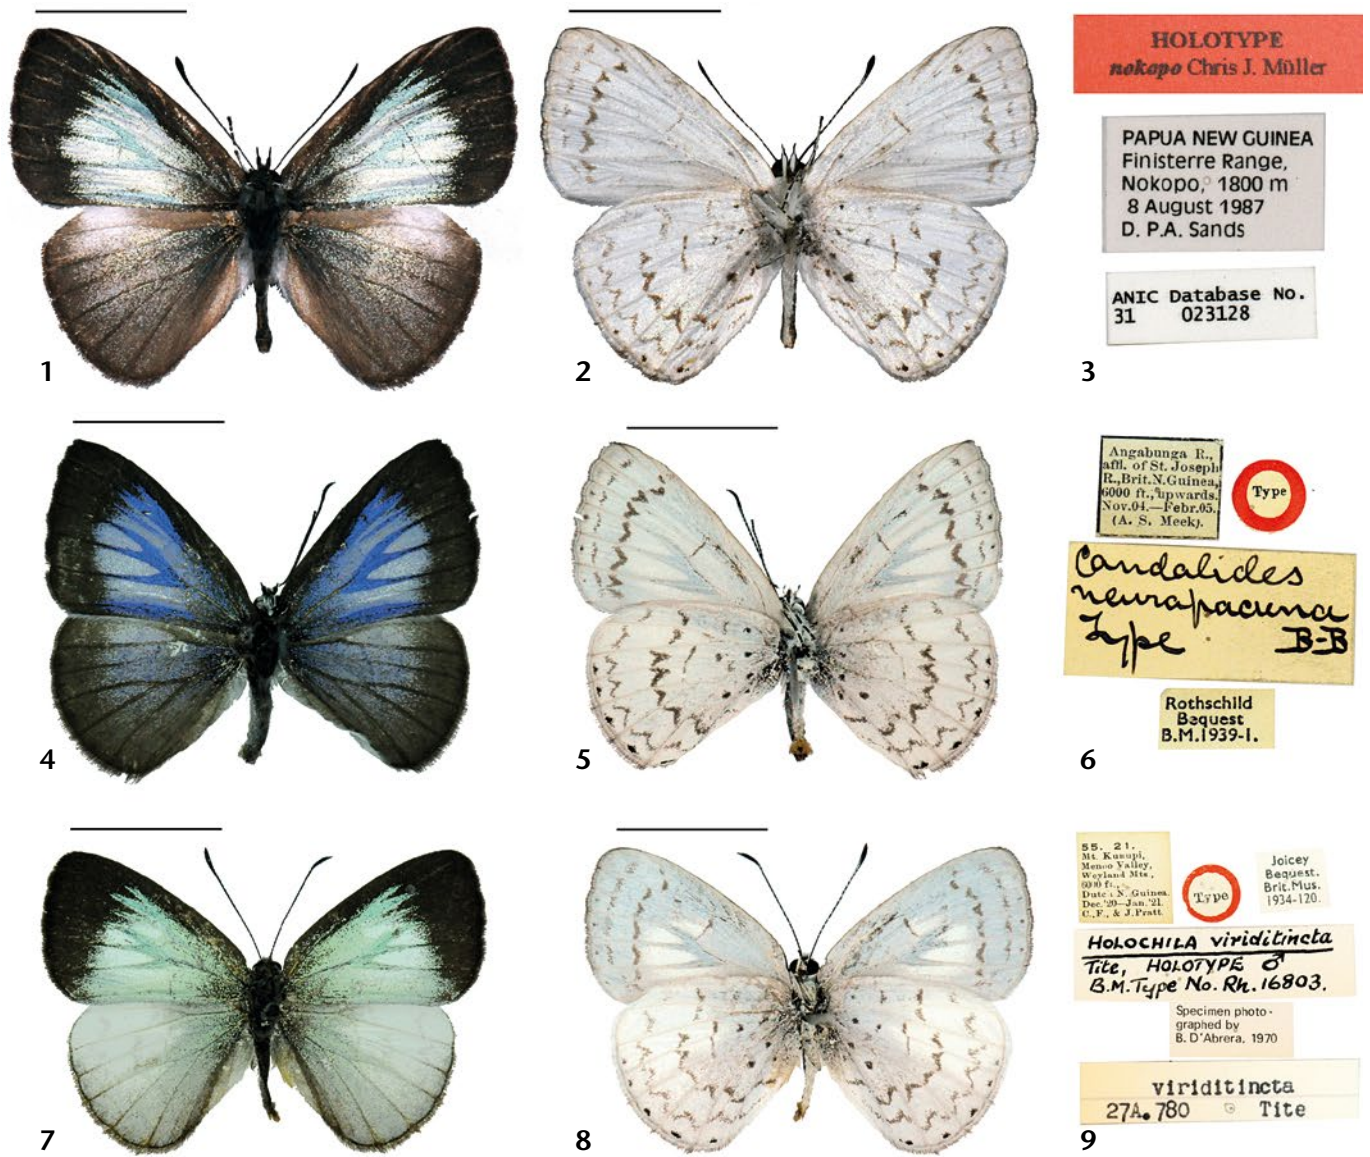 HOLOTYPE
nokopo Chris J. Müller
PAPUA NEW GUINEA
Finisterre Range,
Nokopo, 1800 m
8 August 1987
D. P.A. Sands
ANIC Database No.
31 023128
1
2
3
Angabunga R.,
affl. of St. Joseph
R., Brit. N. Guinea,
6000 ft., upwards.
Nov.04.—Febr.05.
(A. S. Meek).
Type
Candalides
neurapacuna
Type B-B
Rothschild
Bequest
B.M.1939-1.
4
5
6
55. 21.
Mt. Kunupi,
Menoo Valley,
Weyland Mts.,
6000 ft.,
Dutch N. Guinea.
Dec.'20—Jan.'21.
C., F., & J. Pratt.
Type
Joicey
Bequest.
Brit. Mus.
1934-120.
HOLOCHILA viriditincta
Tite, HOLOTYPE ♂
B.M. Type No. Rh. 16803.
Specimen photo-
graphed by
B. D'Abrera, 1970
viriditincta
27A.780 Tite
7
8
9